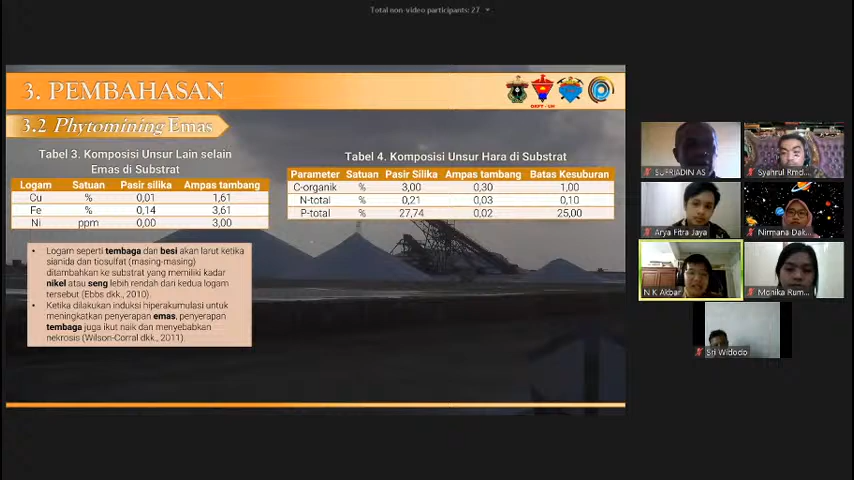 Total non-video participants: 27
3. PEMBAHASAN
OKFT - UH
3.2 Phytomining Emas
Tabel 3. Komposisi Unsur Lain selain
Emas di Substrat
Logam Satuan Pasir silika Ampas tambang
Cu % 0,01 1,61
Fe % 0,14 3,61
Ni ppm 0,00 3,00
Tabel 4. Komposisi Unsur Hara di Substrat
Parameter Satuan Pasir Silika Ampas tambang Batas Kesuburan
C-organik % 3,00 0,30 1,00
N-total % 0,21 0,03 0,10
P-total % 27,74 0,02 25,00
• Logam seperti tembaga dan besi akan larut ketika
sianida dan tiosulfat (masing-masing)
ditambahkan ke substrat yang memiliki kadar
nikel atau seng lebih rendah dari kedua logam
tersebut (Ebbs dkk., 2010).
• Ketika dilakukan induksi hiperakumulasi untuk
meningkatkan penyerapan emas, penyerapan
tembaga juga ikut naik dan menyebabkan
nekrosis (Wilson-Corral dkk., 2011).
SUFRIADIN AS
Syahrul Rmd...
Arya Fitra Jaya
Nirmana Dak...
N K Akbar
Monika Rum...
Sri Widodo